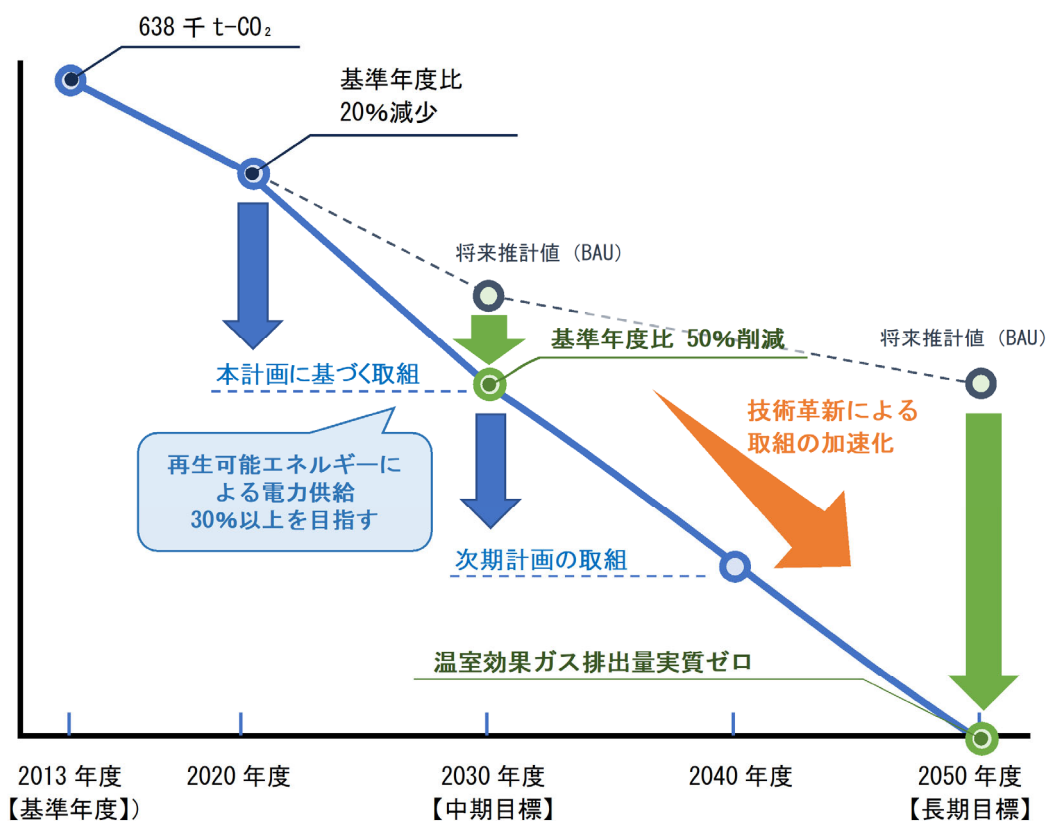 638 千 t-CO₂
基準年度比
20%減少
将来推計値（BAU）
基準年度比 50%削減
将来推計値（BAU）
本計画に基づく取組
技術革新による
取組の加速化
再生可能エネルギーに
よる電力供給
30%以上を目指す
次期計画の取組
温室効果ガス排出量実質ゼロ
2013 年度
【基準年度】）
2020 年度
2030 年度
【中期目標】
2040 年度
2050 年度
【長期目標】